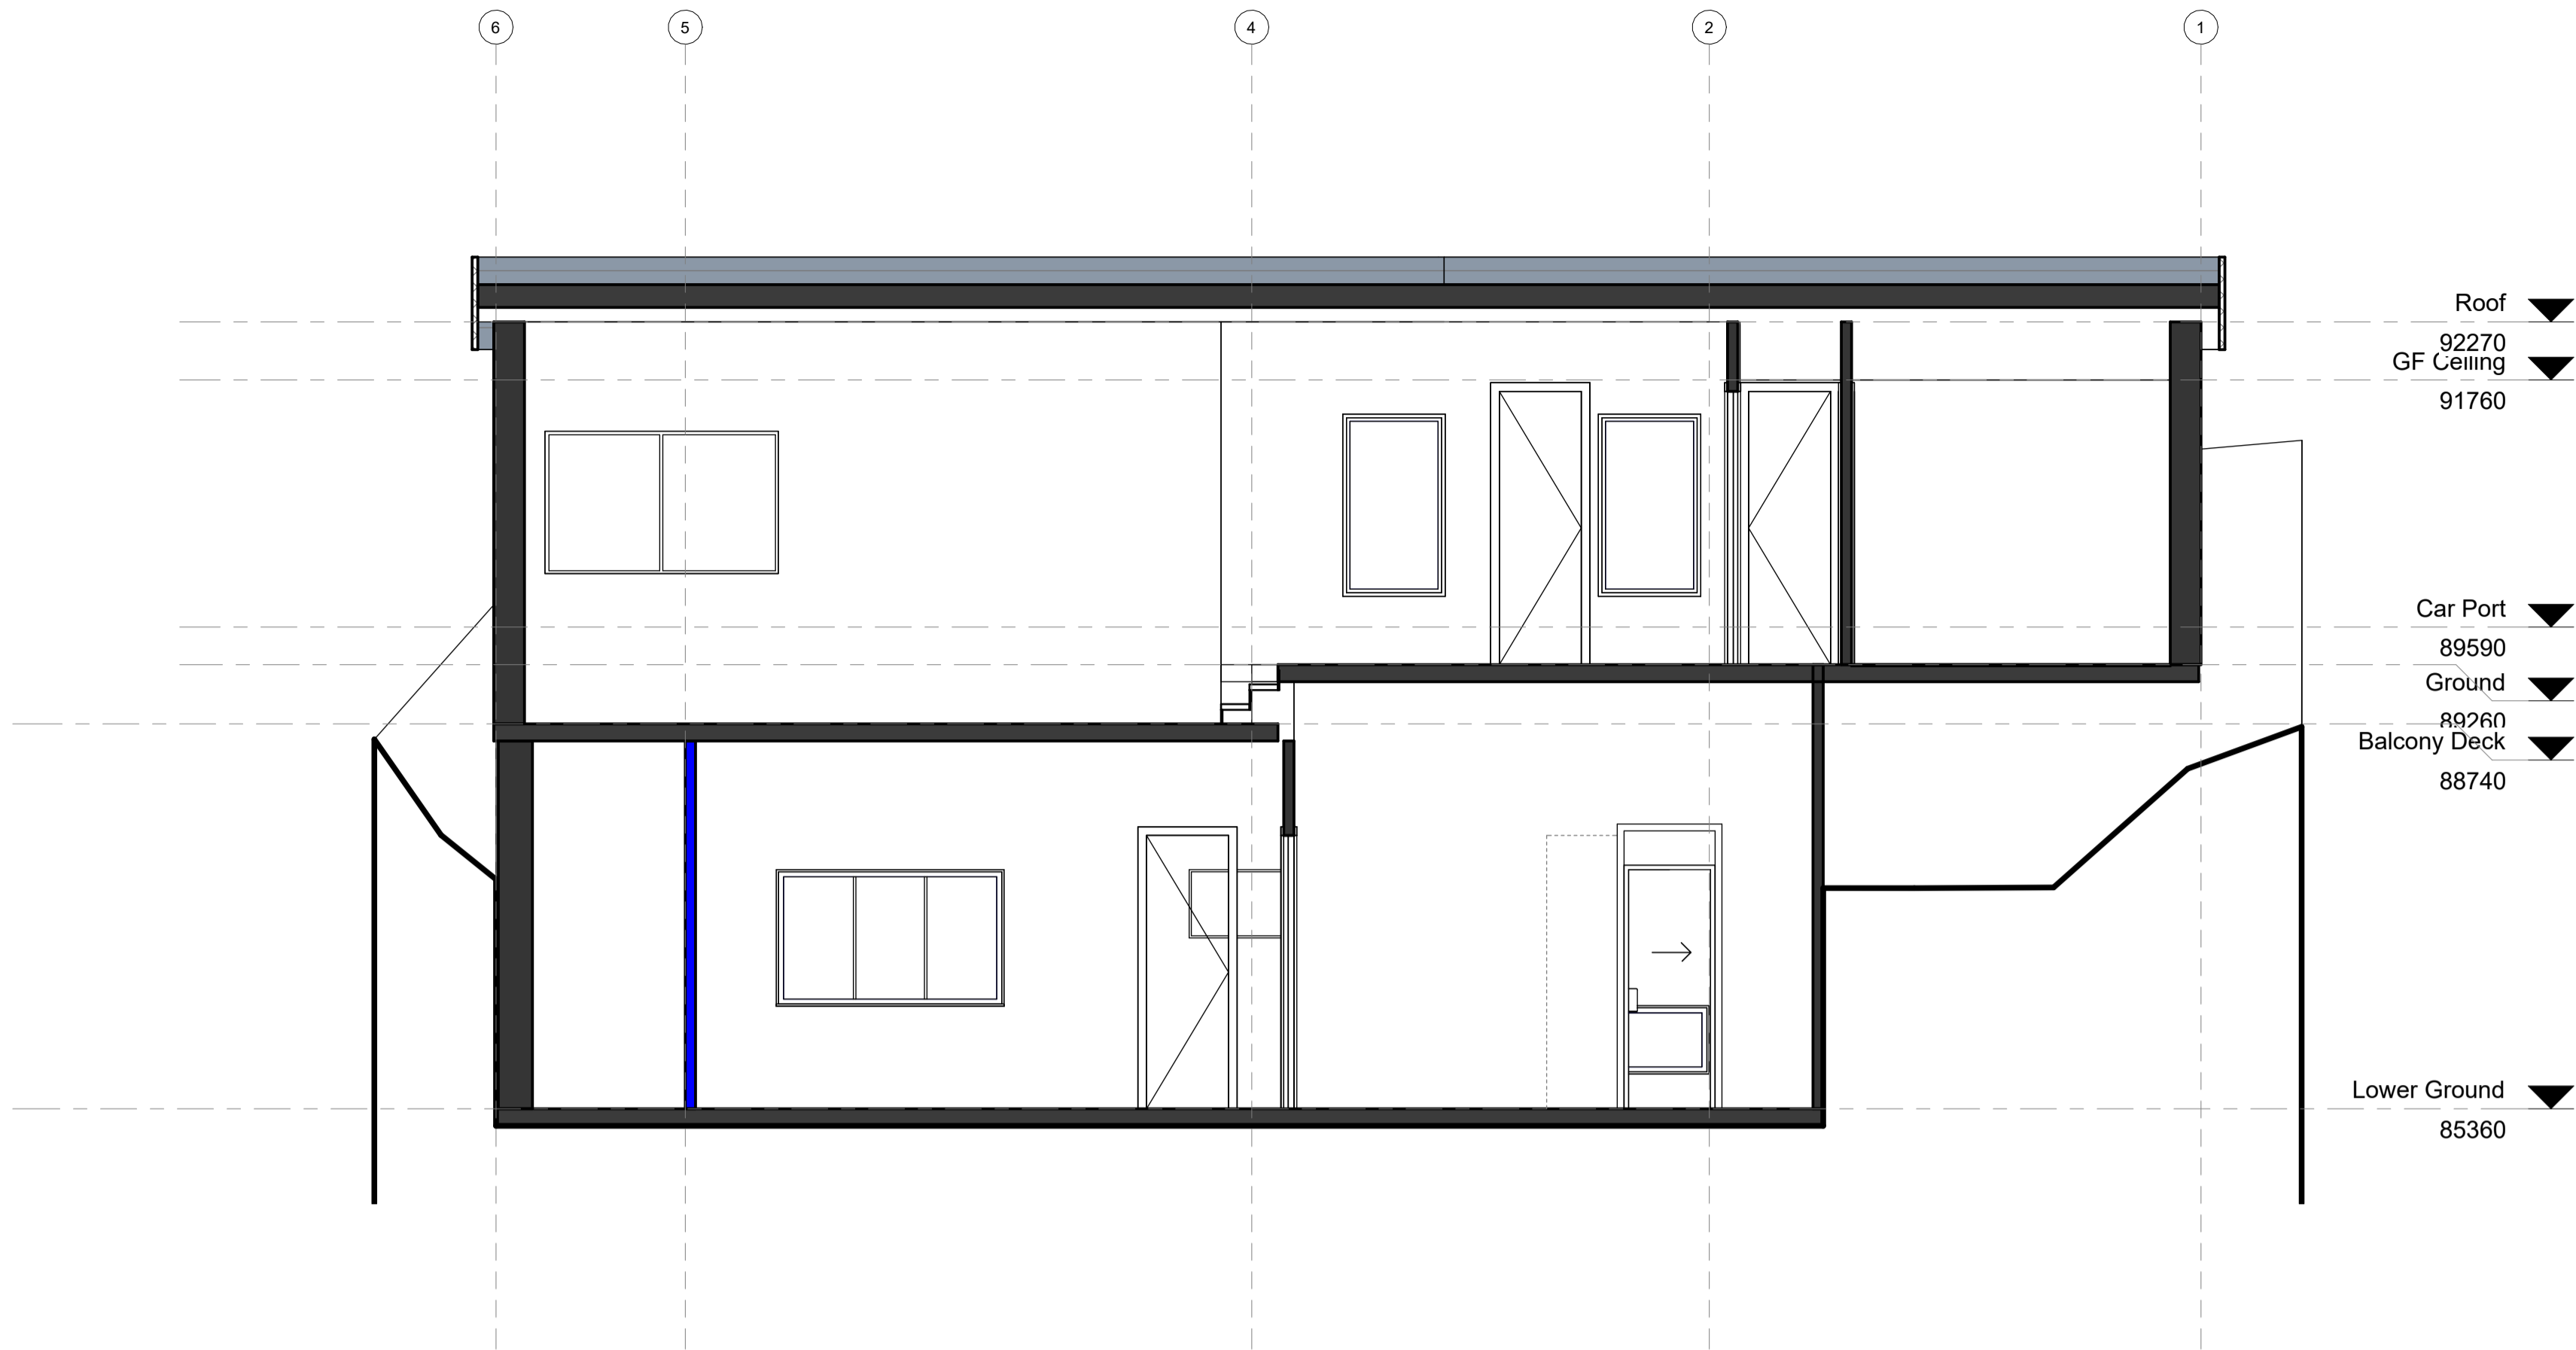 6 5 4 2 1
Roof
92270
GF Ceiling
91760
Car Port
89590
Ground
89260
Balcony Deck
88740
Lower Ground
85360